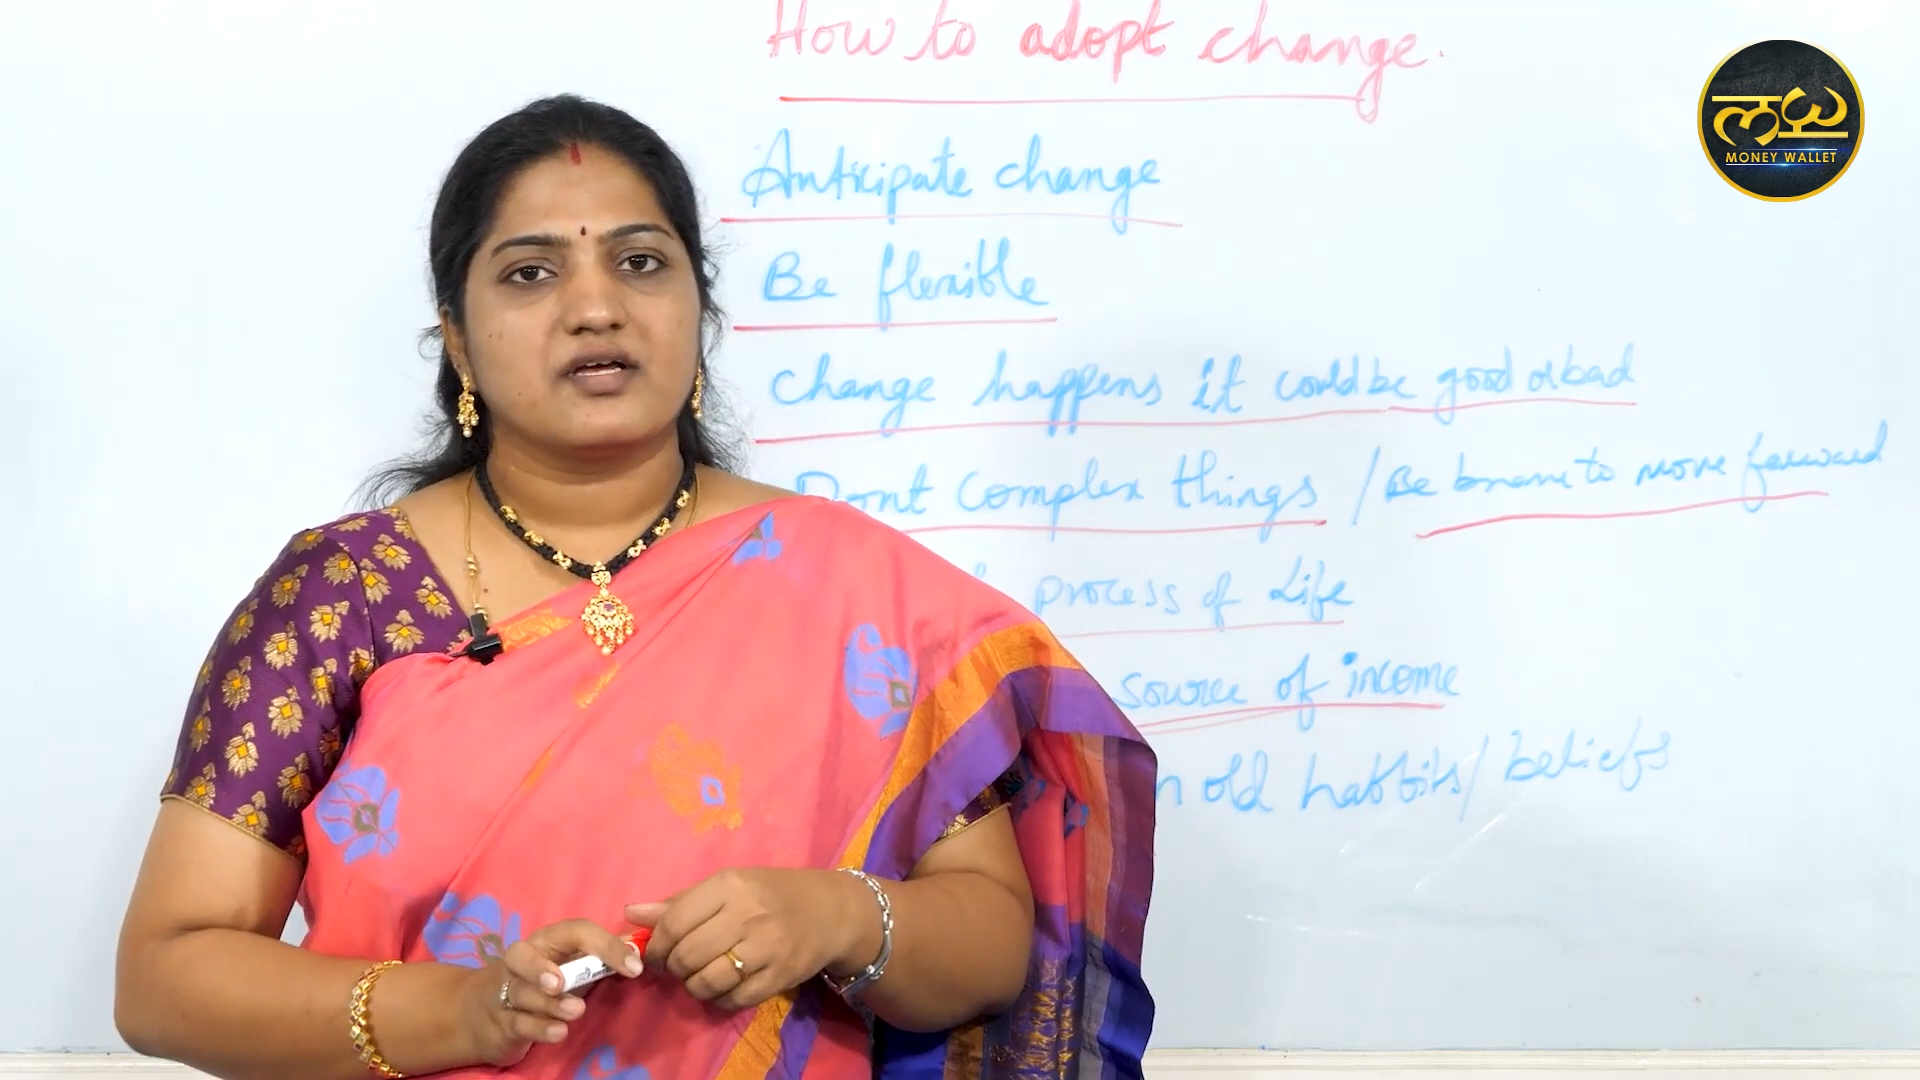 How to adopt change.
Anticipate change
Be flexible
Change happens it could be good or bad
Dont Complex things / Be brave to move forward
process of Life
source of income
old habbits / beliefs
MONEY WALLET